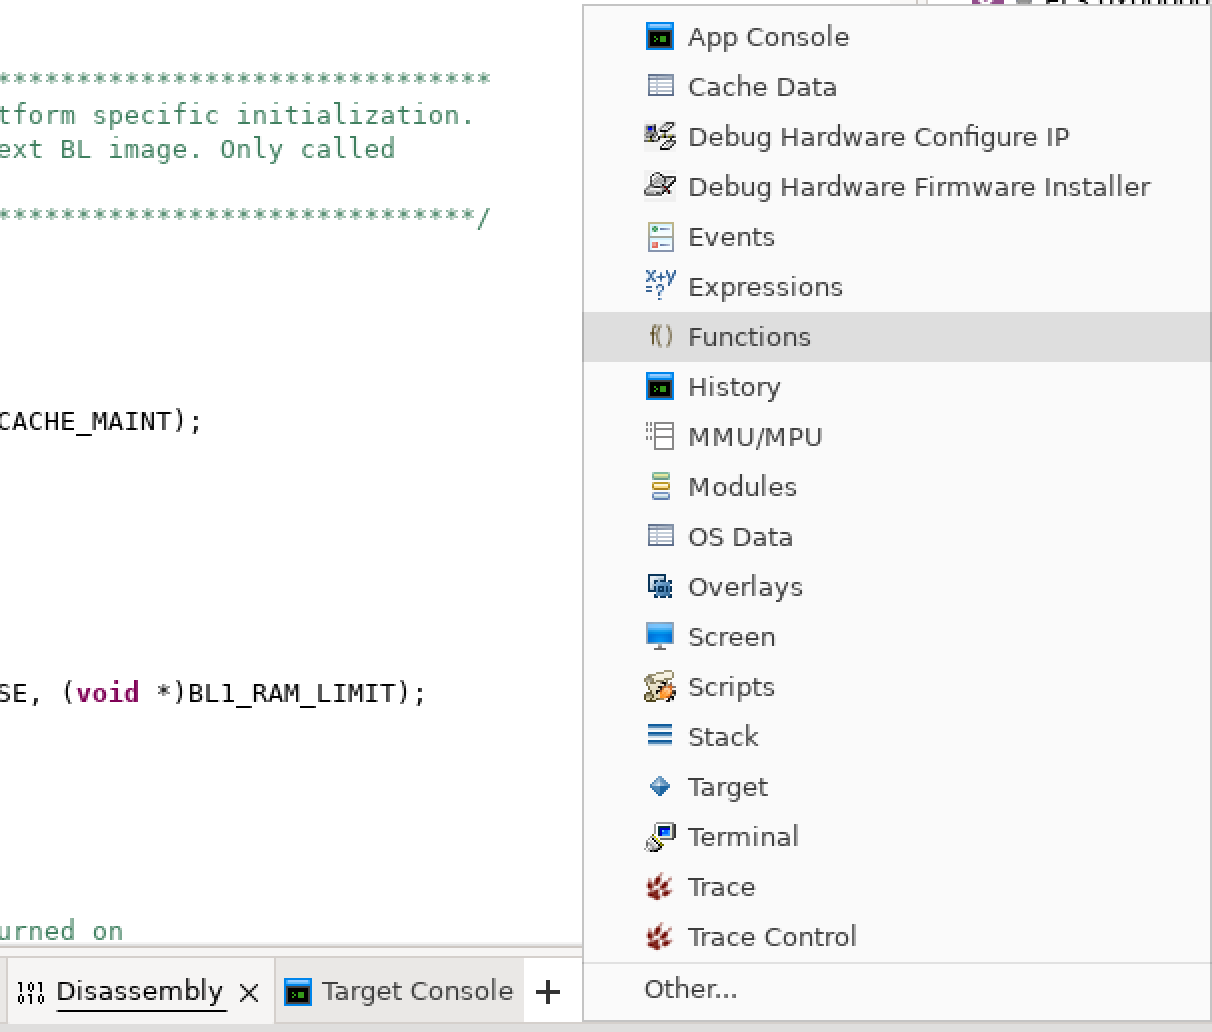 *******************************
tform specific initialization.
ext BL image. Only called
******************************/
CACHE_MAINT);
SE, (void *)BL1_RAM_LIMIT);
urned on
Disassembly
Target Console
+
App Console
Cache Data
Debug Hardware Configure IP
Debug Hardware Firmware Installer
Events
Expressions
Functions
History
MMU/MPU
Modules
OS Data
Overlays
Screen
Scripts
Stack
Target
Terminal
Trace
Trace Control
Other...